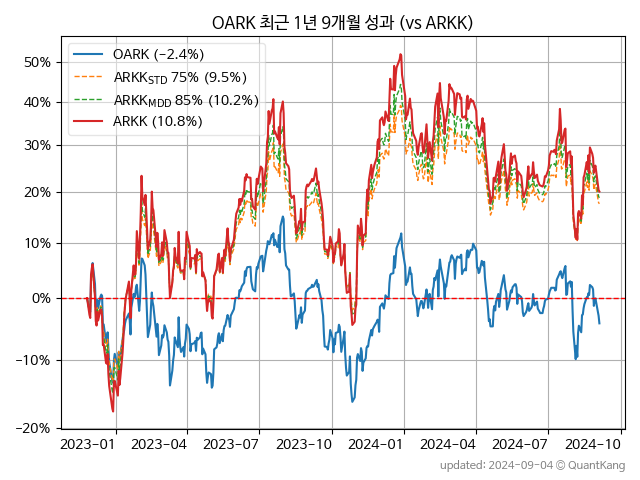 OARK 최근 1년 9개월 성과 (vs ARKK)
OARK (−2.4%)
ARKK_STD 75% (9.5%)
ARKK_MDD 85% (10.2%)
ARKK (10.8%)
50%
40%
30%
20%
10%
0%
−10%
−20%
2023−01 2023−04 2023−07 2023−10 2024−01 2024−04 2024−07 2024−10
updated: 2024−09−04 © QuantKang